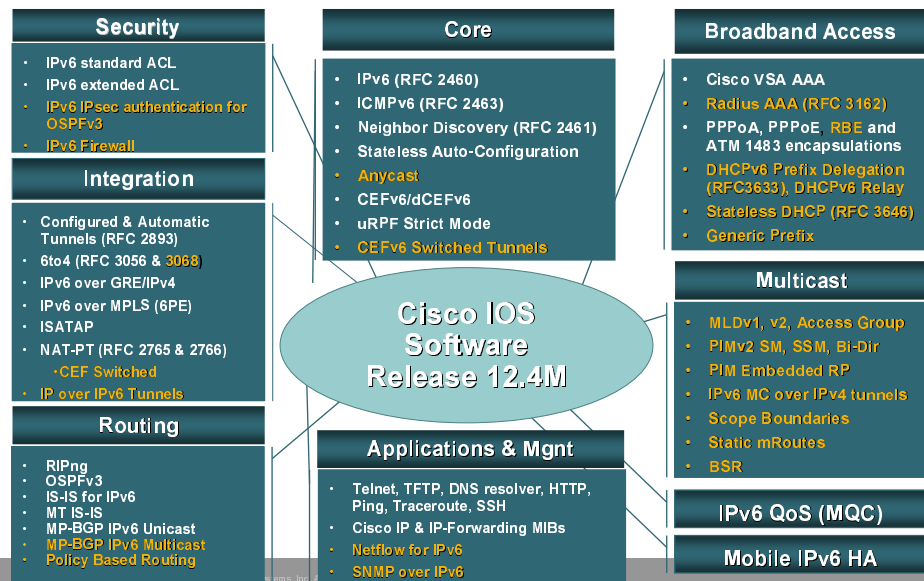 Security
IPv6 standard ACL
IPv6 extended ACL
IPv6 IPsec authentication for
OSPFv3
IPv6 Firewall
Integration
Configured & Automatic
Tunnels (RFC 2893)
6to4 (RFC 3056 & 3068)
IPv6 over GRE/IPv4
IPv6 over MPLS (6PE)
ISATAP
NAT-PT (RFC 2765 & 2766)
•CEF Switched
IP over IPv6 Tunnels
Routing
RIPng
OSPFv3
IS-IS for IPv6
MT IS-IS
MP-BGP IPv6 Unicast
MP-BGP IPv6 Multicast
Policy Based Routing
Core
IPv6 (RFC 2460)
ICMPv6 (RFC 2463)
Neighbor Discovery (RFC 2461)
Stateless Auto-Configuration
Anycast
CEFv6/dCEFv6
uRPF Strict Mode
CEFv6 Switched Tunnels
Cisco IOS
Software
Release 12.4M
Applications & Mgnt
Telnet, TFTP, DNS resolver, HTTP,
Ping, Traceroute, SSH
Cisco IP & IP-Forwarding MIBs
Netflow for IPv6
SNMP over IPv6
Broadband Access
Cisco VSA AAA
Radius AAA (RFC 3162)
PPPoA, PPPoE, RBE and
ATM 1483 encapsulations
DHCPv6 Prefix Delegation
(RFC3633), DHCPv6 Relay
Stateless DHCP (RFC 3646)
Generic Prefix
Multicast
MLDv1, v2, Access Group
PIMv2 SM, SSM, Bi-Dir
PIM Embedded RP
IPv6 MC over IPv4 tunnels
Scope Boundaries
Static mRoutes
BSR
IPv6 QoS (MQC)
Mobile IPv6 HA